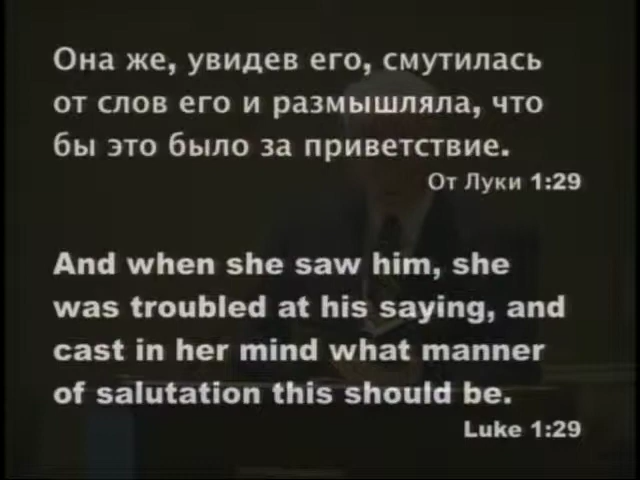 Она же, увидев его, смутилась
от слов его и размышляла, что
бы это было за приветствие.
От Луки 1:29
And when she saw him, she
was troubled at his saying, and
cast in her mind what manner
of salutation this should be.
Luke 1:29